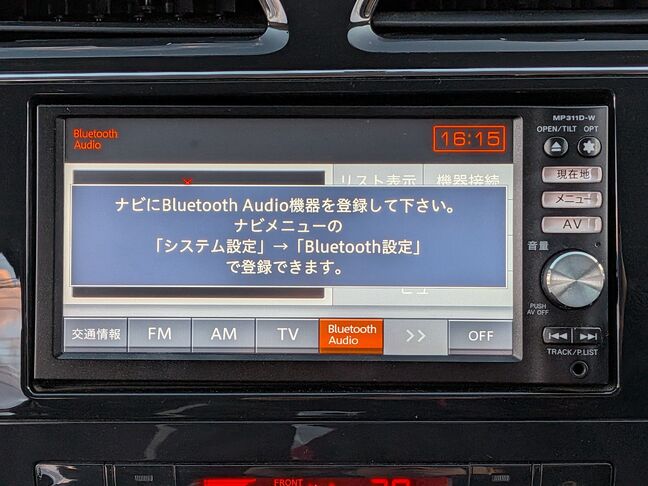 MP311D-W
Bluetooth
Audio
16:15
OPEN/TILT OPT
リスト表示 機器接続
現在地
ナビにBluetooth Audio機器を登録して下さい。
ナビメニューの
「システム設定」→「Bluetooth設定」
で登録できます。
メニュー
AV
音量
PUSH
AV OFF
交通情報 FM AM TV Bluetooth Audio >> OFF
TRACK/P.LIST
FRONT